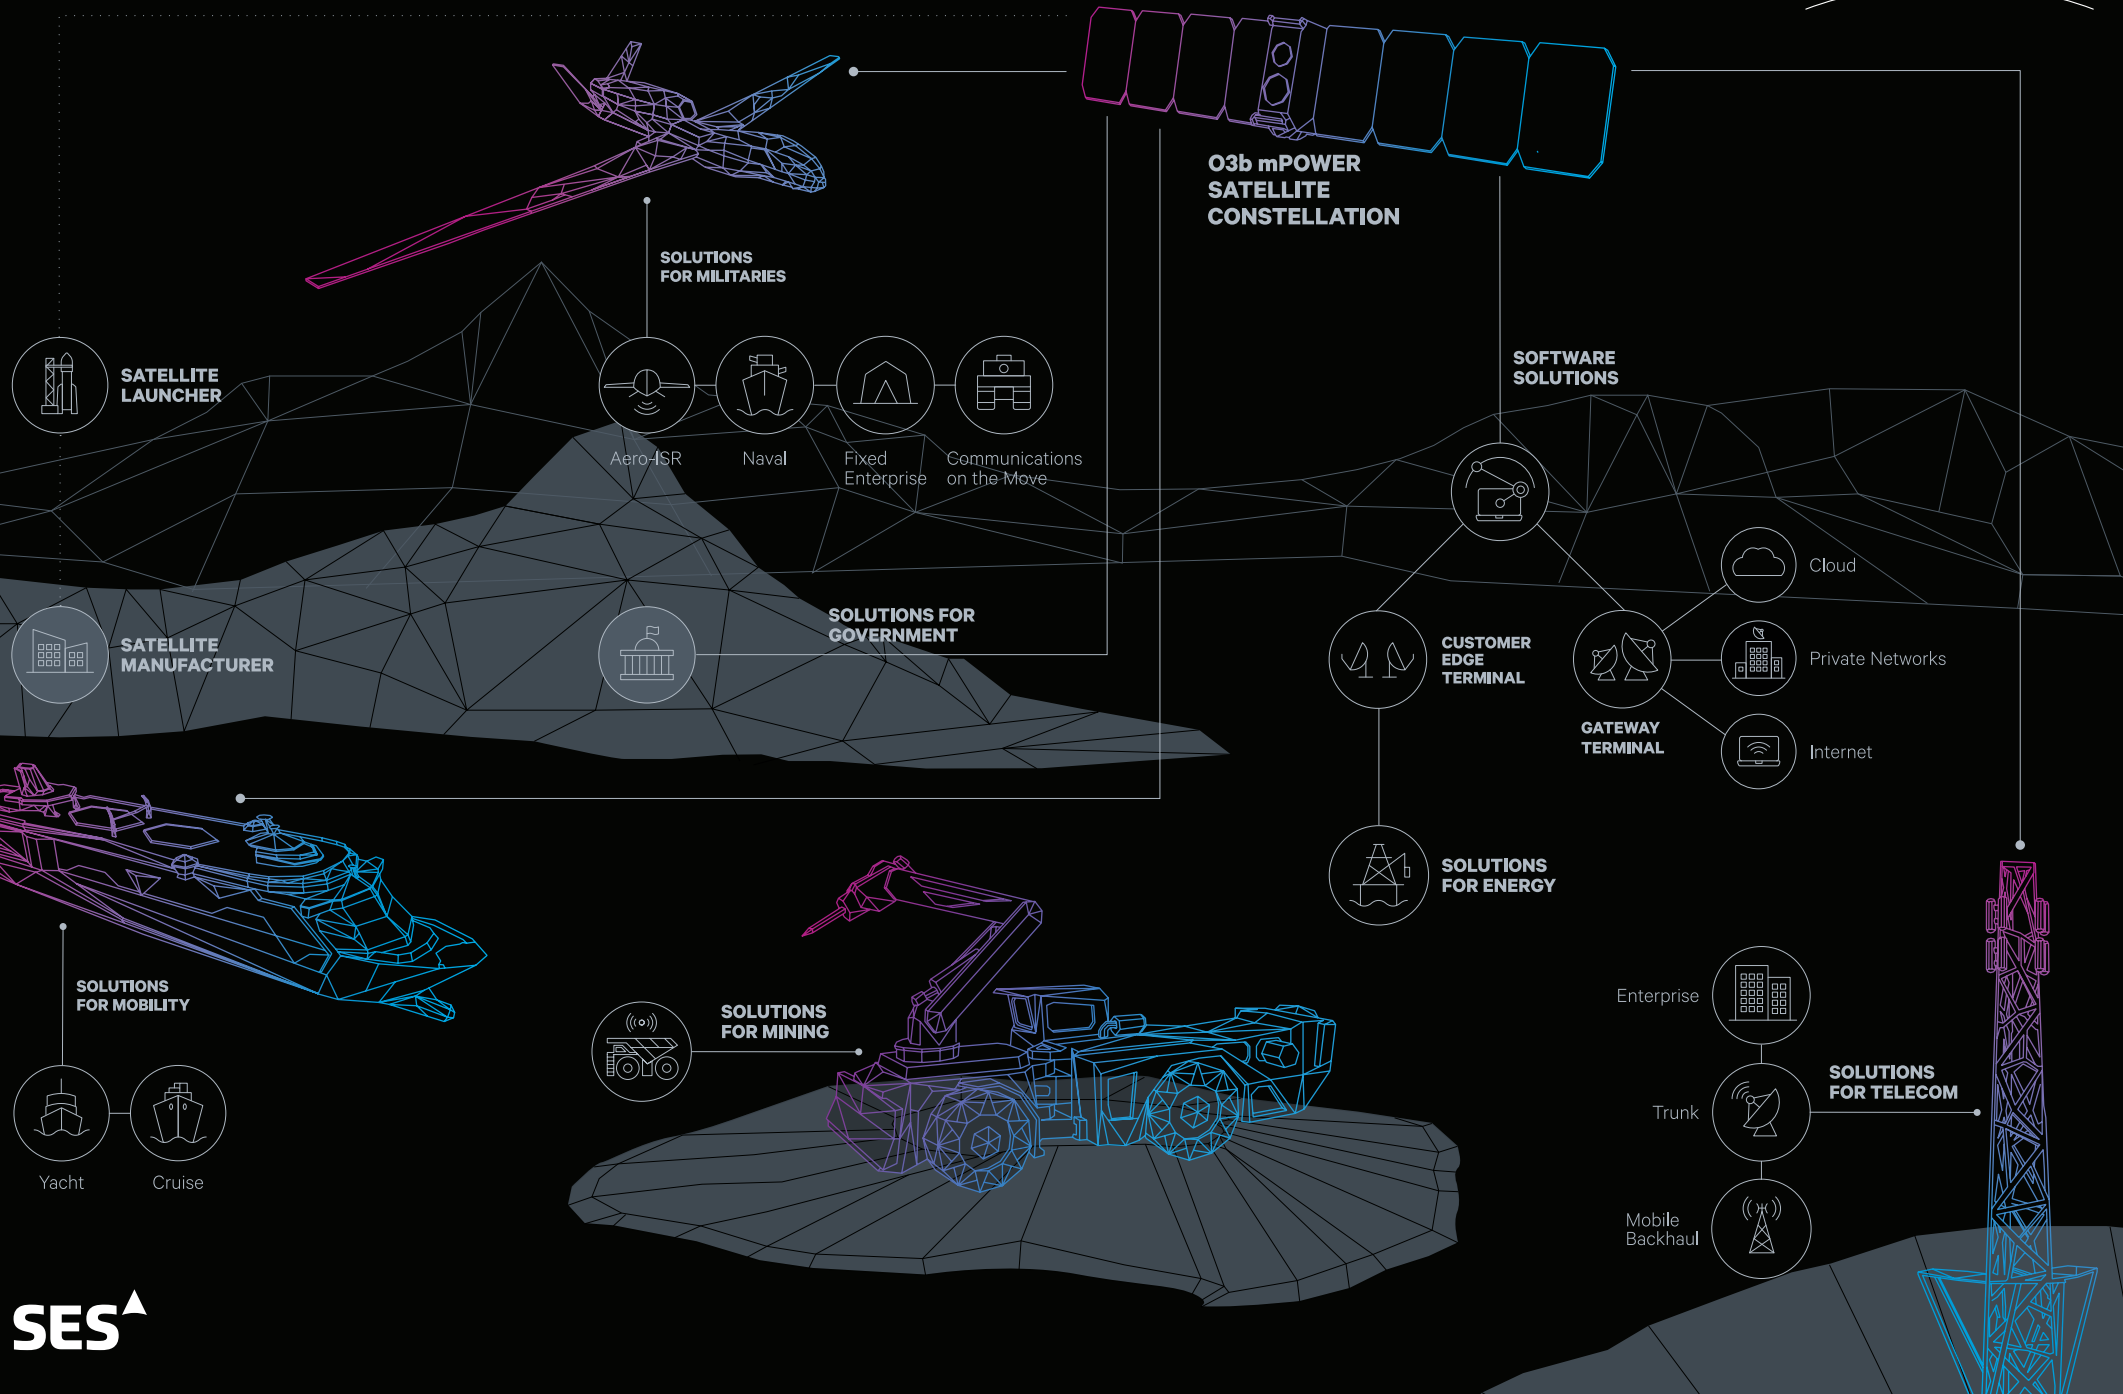 O3b mPOWER
SATELLITE
CONSTELLATION
SOLUTIONS
FOR MILITARIES
SATELLITE
LAUNCHER
Aero-ISR
Naval
Fixed
Enterprise
Communications
on the Move
SOFTWARE
SOLUTIONS
SATELLITE
MANUFACTURER
SOLUTIONS FOR
GOVERNMENT
CUSTOMER
EDGE
TERMINAL
GATEWAY
TERMINAL
Cloud
Private Networks
Internet
SOLUTIONS
FOR ENERGY
SOLUTIONS
FOR MOBILITY
Yacht
Cruise
SOLUTIONS
FOR MINING
Enterprise
Trunk
Mobile
Backhaul
SOLUTIONS
FOR TELECOM
SES